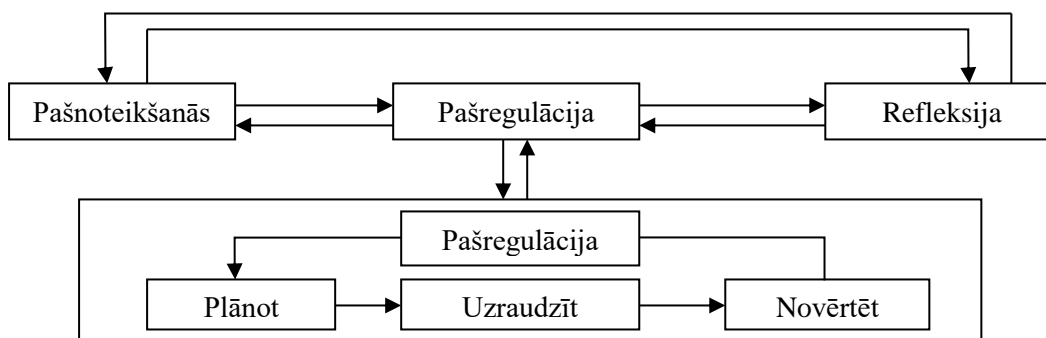 Pašnoteikšanās
Pašregulācija
Refleksija
Pašregulācija
Plānot
Uzraudzīt
Novērtēt